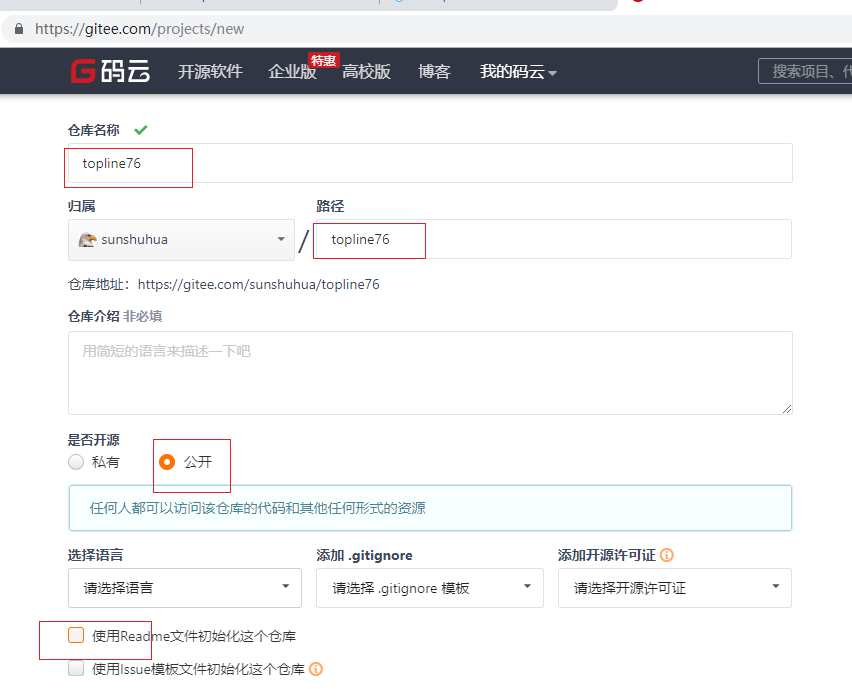 https://gitee.com/projects/new
码云 开源软件 企业版 特惠 高校版 博客 我的码云 搜索项目、代
仓库名称
topline76
归属 路径
sunshuhua / topline76
仓库地址：https://gitee.com/sunshuhua/topline76
仓库介绍 非必填
用简短的语言来描述一下吧
是否开源
私有 公开
任何人都可以访问该仓库的代码和其他任何形式的资源
选择语言 添加 .gitignore 添加开源许可证
请选择语言 请选择 .gitignore 模板 请选择开源许可证
使用Readme文件初始化这个仓库
使用Issue模板文件初始化这个仓库